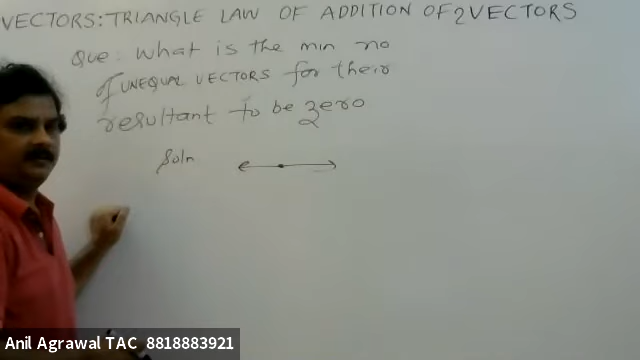 VECTORS: TRIANGLE LAW OF ADDITION OF 2 VECTORS
Que: What is the min no
of UNEQUAL VECTORS for their
resultant to be zero
Soln
Anil Agrawal TAC 8818883921